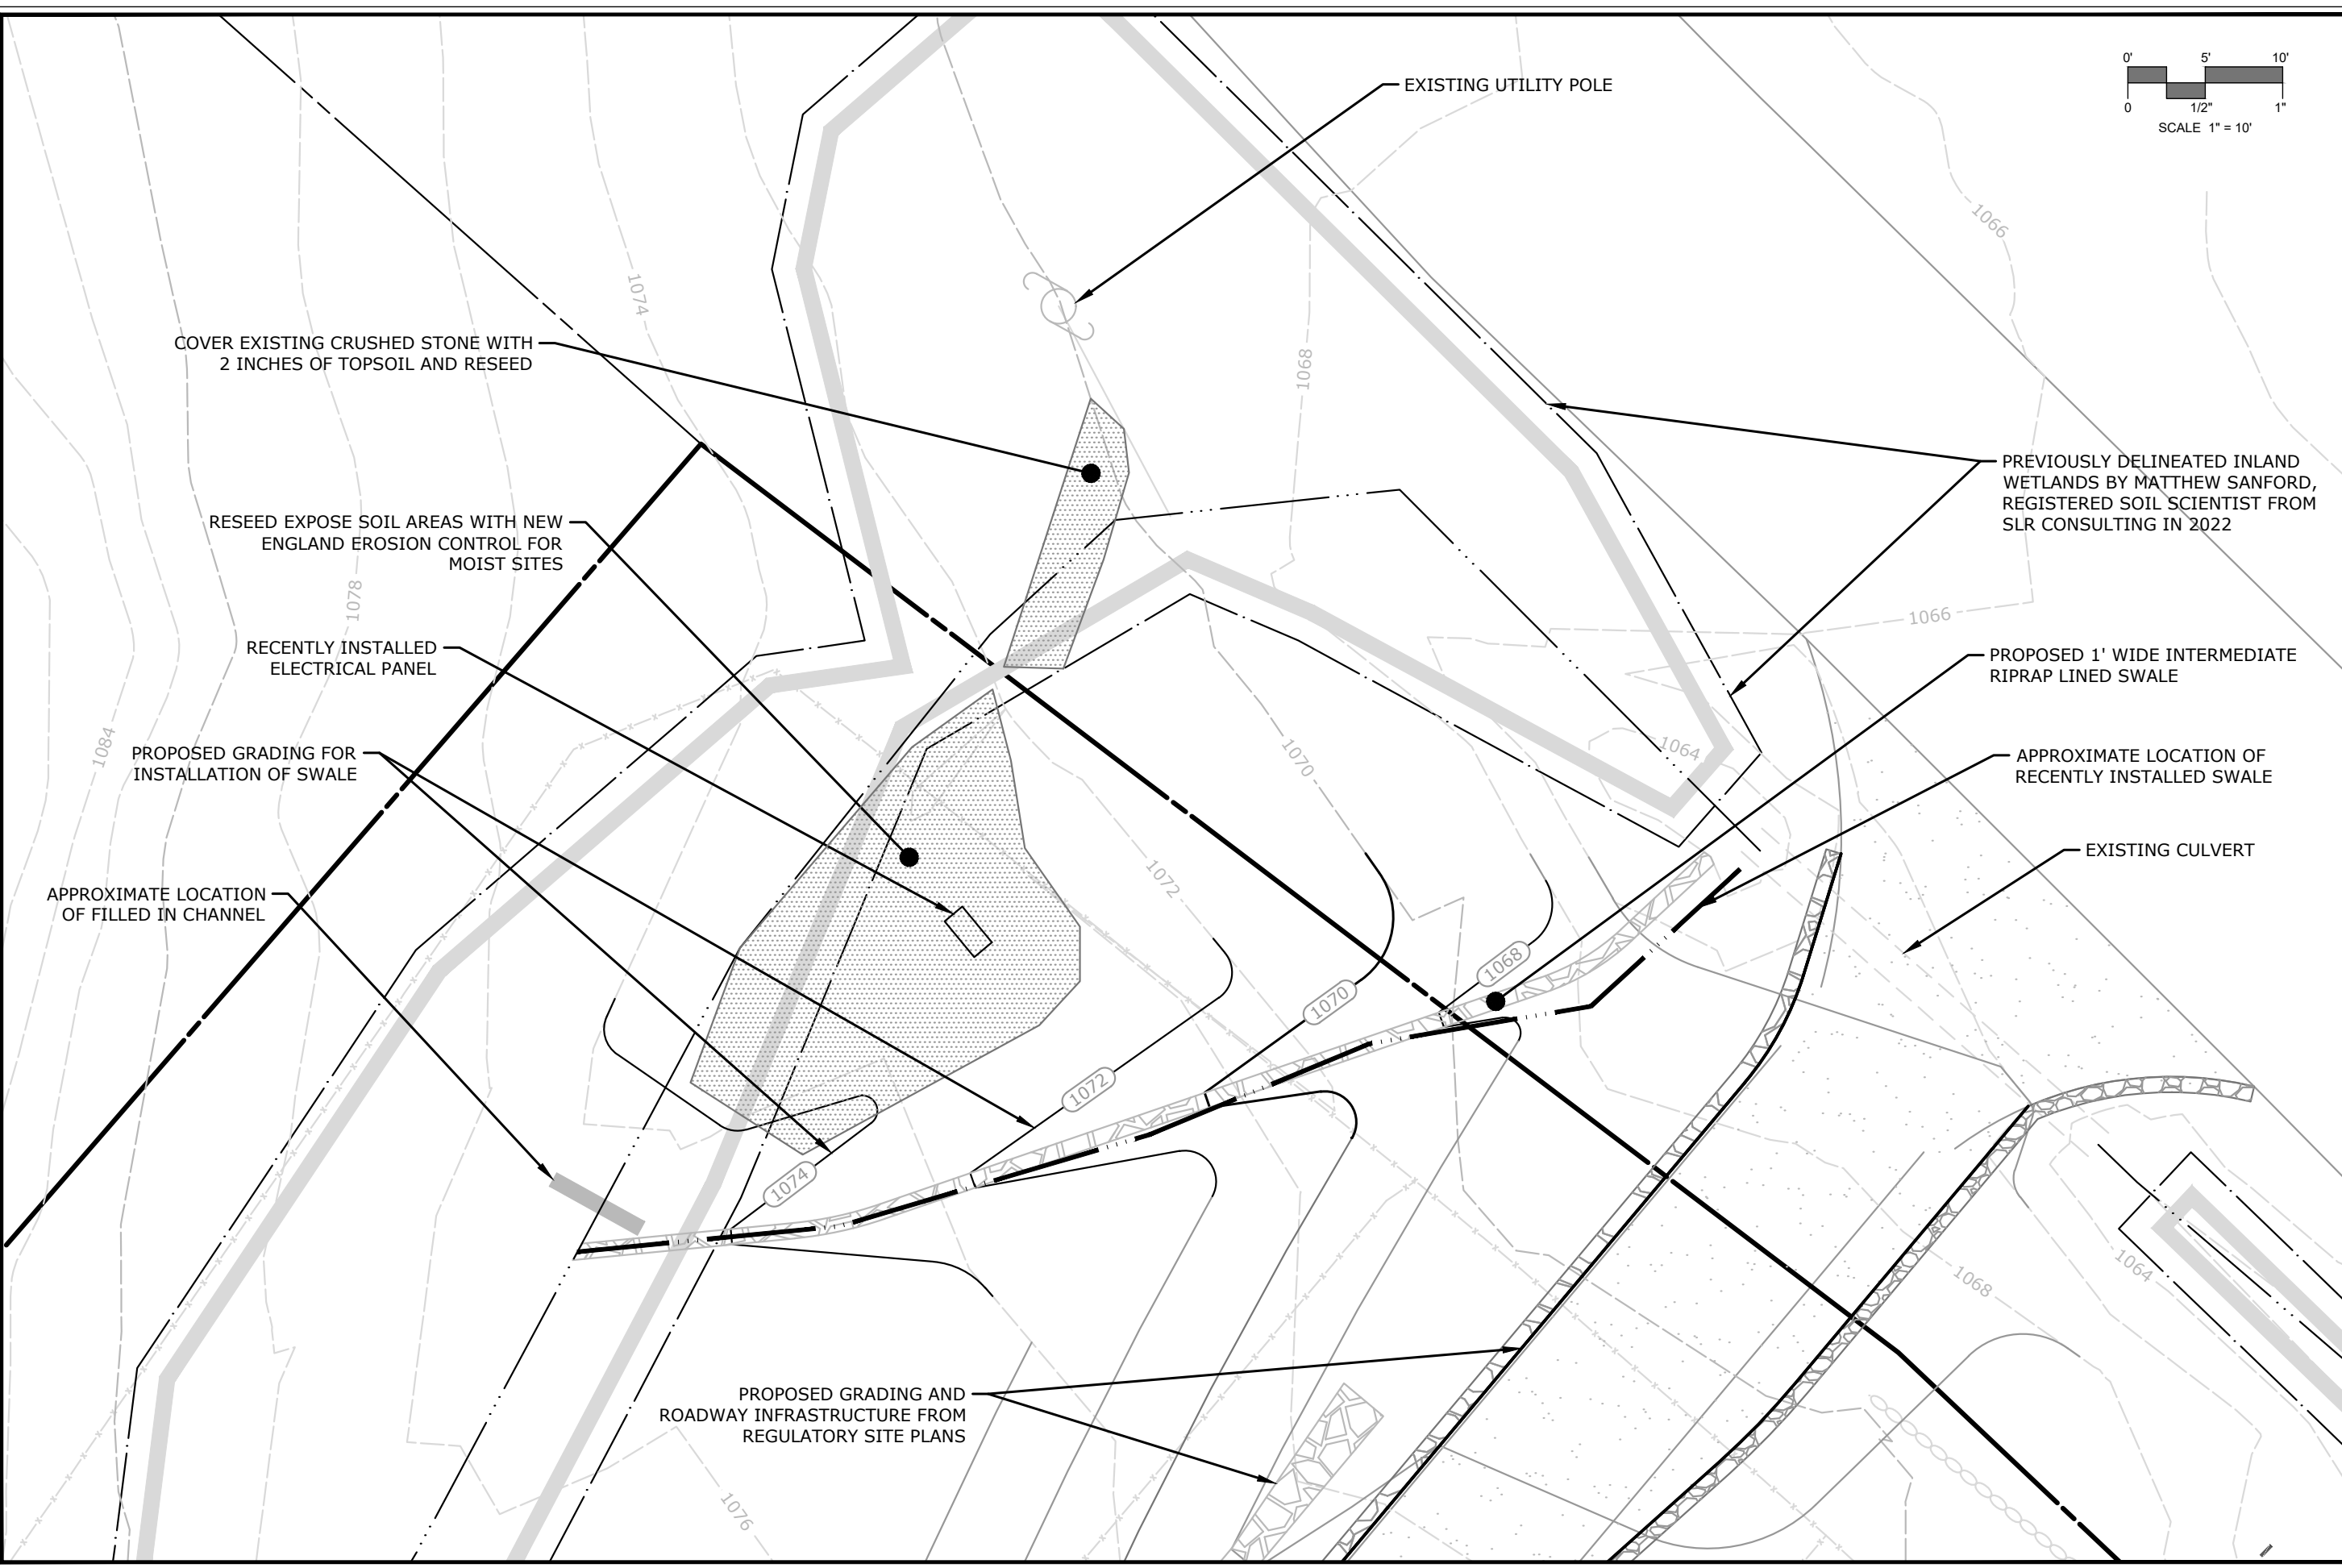 0' 5' 10'
0 1/2" 1"
SCALE 1" = 10'
EXISTING UTILITY POLE
1066
1074
COVER EXISTING CRUSHED STONE WITH
2 INCHES OF TOPSOIL AND RESEED
1068
PREVIOUSLY DELINEATED INLAND
WETLANDS BY MATTHEW SANFORD,
REGISTERED SOIL SCIENTIST FROM
SLR CONSULTING IN 2022
RESEED EXPOSE SOIL AREAS WITH NEW
ENGLAND EROSION CONTROL FOR
MOIST SITES
1078
1066
RECENTLY INSTALLED
ELECTRICAL PANEL
PROPOSED 1' WIDE INTERMEDIATE
RIPRAP LINED SWALE
1084
PROPOSED GRADING FOR
INSTALLATION OF SWALE
1070
1064
APPROXIMATE LOCATION OF
RECENTLY INSTALLED SWALE
EXISTING CULVERT
1072
APPROXIMATE LOCATION
OF FILLED IN CHANNEL
1068
1070
1072
1074
1068
1064
PROPOSED GRADING AND
ROADWAY INFRASTRUCTURE FROM
REGULATORY SITE PLANS
1076